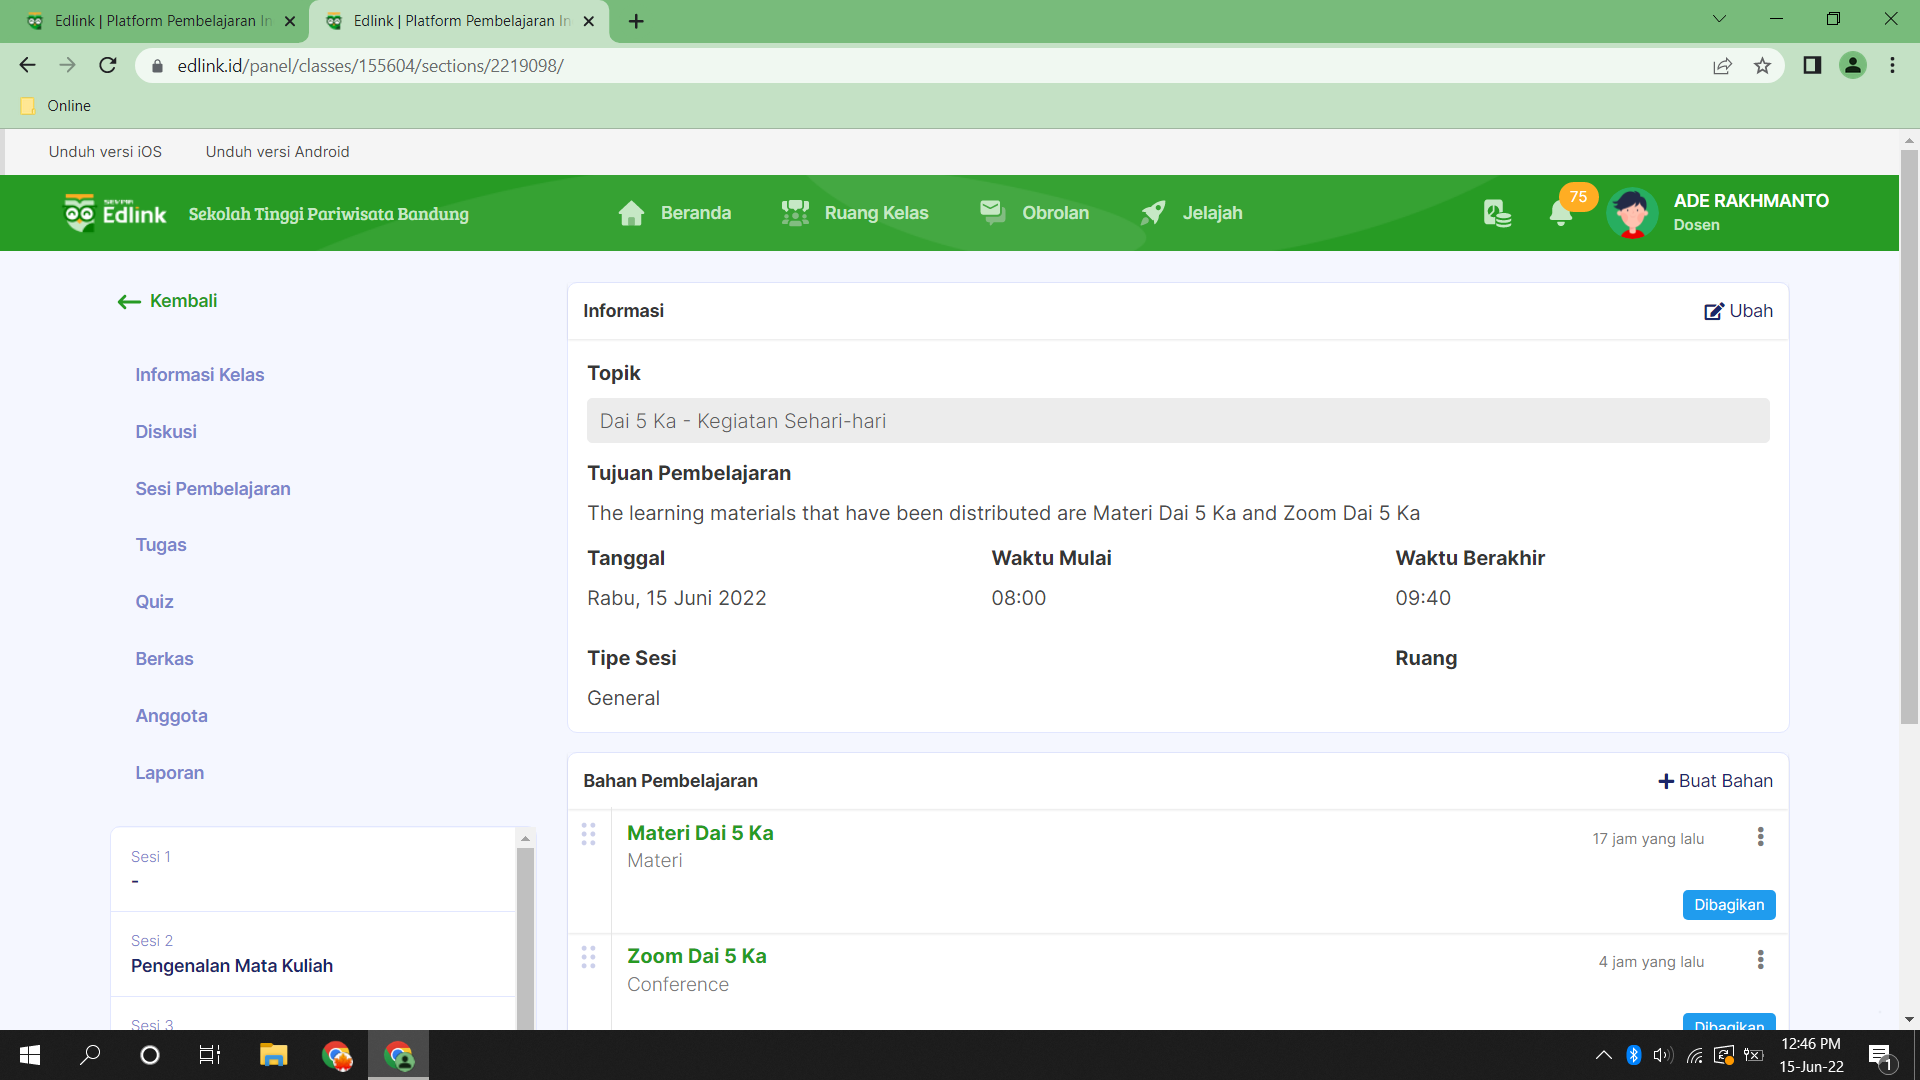 Edlink | Platform Pembelajaran In
Edlink | Platform Pembelajaran In
edlink.id/panel/classes/155604/sections/2219098/
Online
Unduh versi iOS
Unduh versi Android
SEVIMA
Edlink
Sekolah Tinggi Pariwisata Bandung
Beranda
Ruang Kelas
Obrolan
Jelajah
75
ADE RAKHMANTO
Dosen
Kembali
Informasi Kelas
Diskusi
Sesi Pembelajaran
Tugas
Quiz
Berkas
Anggota
Laporan
Sesi 1
-
Sesi 2
Pengenalan Mata Kuliah
Sesi 3
Informasi
Ubah
Topik
Dai 5 Ka - Kegiatan Sehari-hari
Tujuan Pembelajaran
The learning materials that have been distributed are Materi Dai 5 Ka and Zoom Dai 5 Ka
Tanggal
Waktu Mulai
Waktu Berakhir
Rabu, 15 Juni 2022
08:00
09:40
Tipe Sesi
Ruang
General
Bahan Pembelajaran
Buat Bahan
Materi Dai 5 Ka
17 jam yang lalu
Materi
Dibagikan
Zoom Dai 5 Ka
4 jam yang lalu
Conference
Dibagikan
12:46 PM
15-Jun-22
1